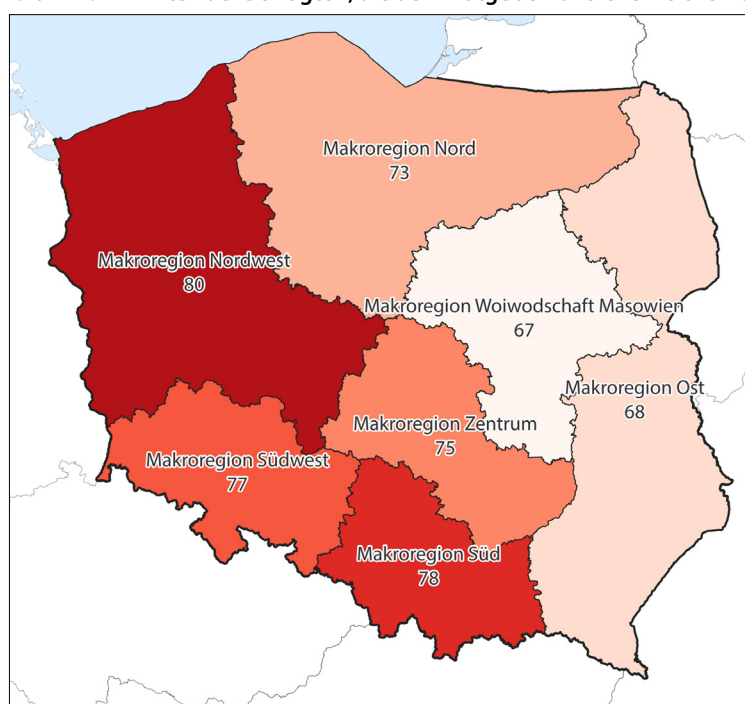 Makroregion Nord
73
Makroregion Nordwest
80
Makroregion Woiwodschaft Masowien
67
Makroregion Ost
68
Makroregion Zentrum
75
Makroregion Südwest
77
Makroregion Süd
78